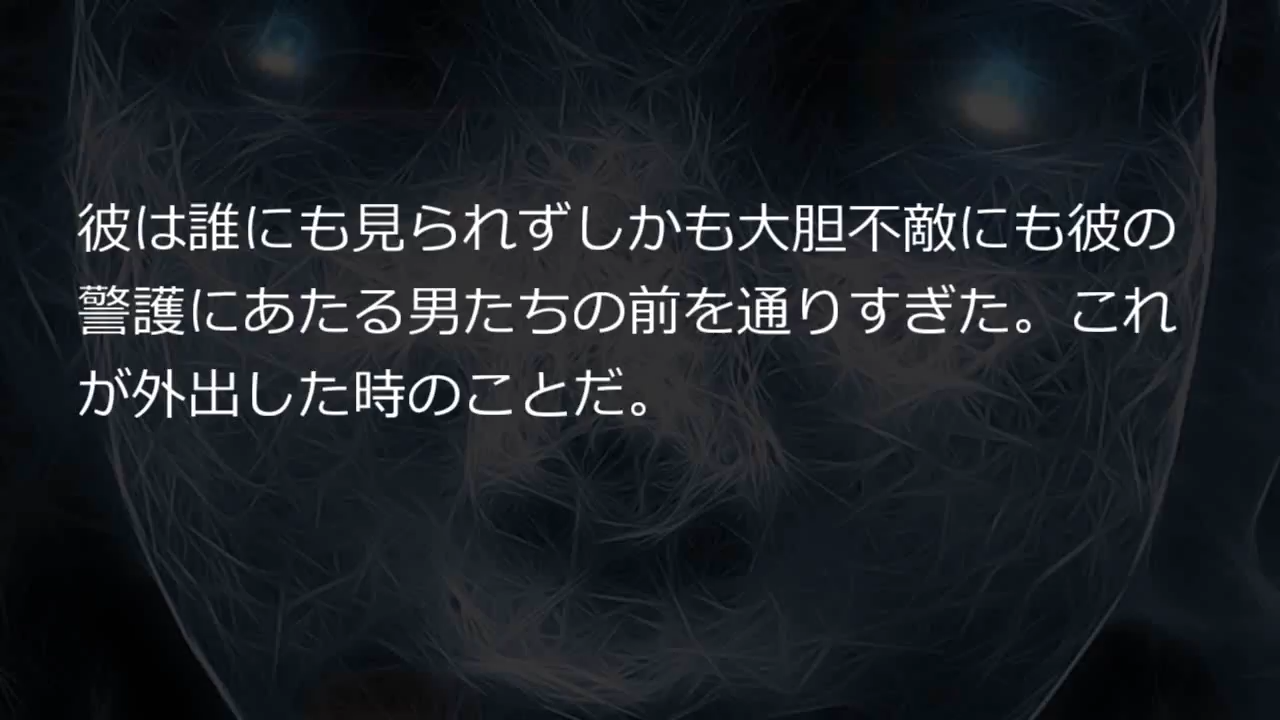 彼は誰にも見られずしかも大胆不敵にも彼の
警護にあたる男たちの前を通りすぎた。これ
が外出した時のことだ。